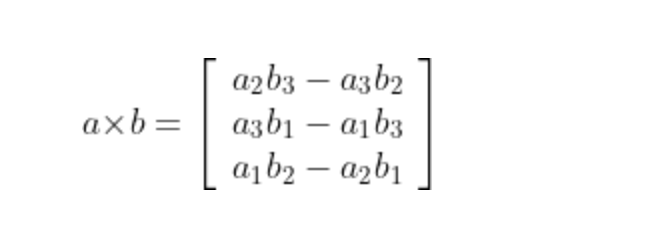 a×b = [ a₂b₃ − a₃b₂
a₃b₁ − a₁b₃
a₁b₂ − a₂b₁ ]